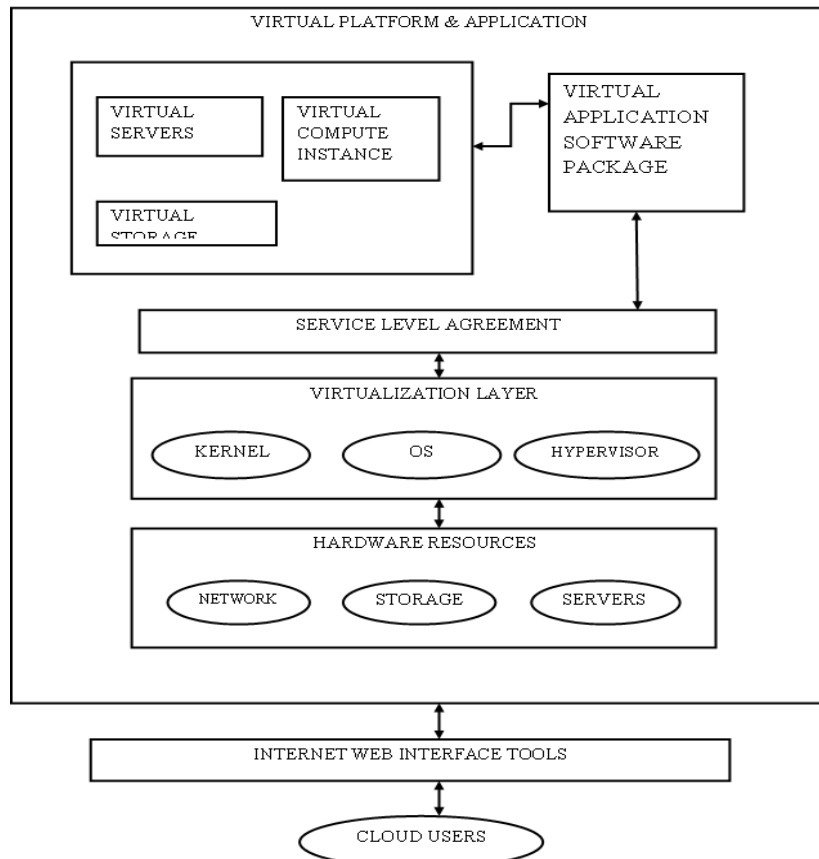 VIRTUAL PLATFORM & APPLICATION
VIRTUAL
SERVERS
VIRTUAL
COMPUTE
INSTANCE
VIRTUAL
STORAGE
VIRTUAL
APPLICATION
SOFTWARE
PACKAGE
SERVICE LEVEL AGREEMENT
VIRTUALIZATION LAYER
KERNEL
OS
HYPERVISOR
HARDWARE RESOURCES
NETWORK
STORAGE
SERVERS
INTERNET WEB INTERFACE TOOLS
CLOUD USERS